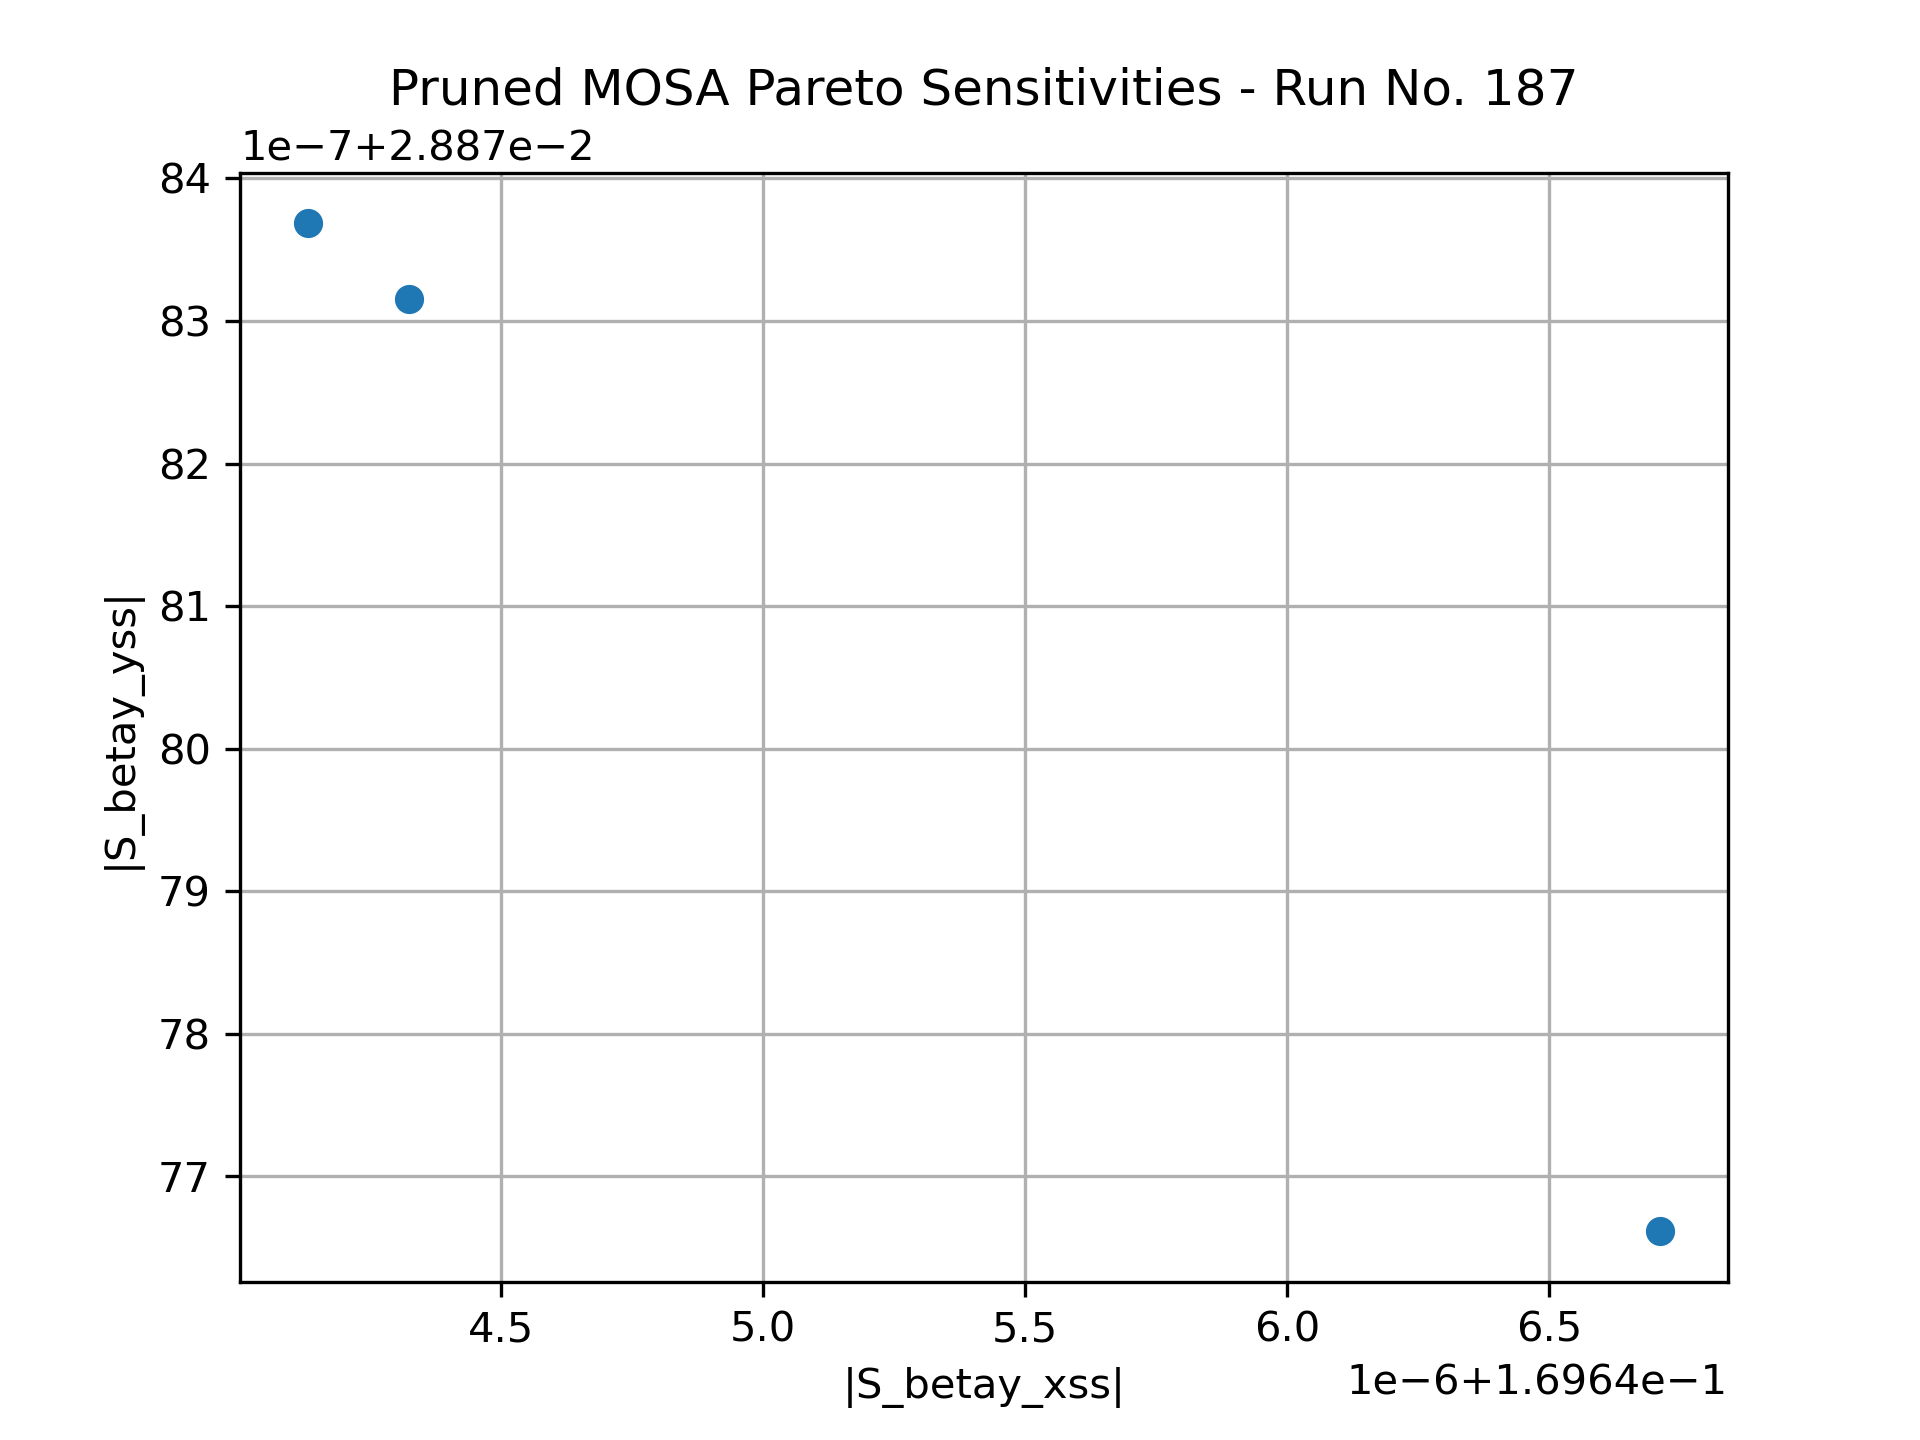 Pruned MOSA Pareto Sensitivities - Run No. 187
1e−7+2.887e−2
84
83
82
81
80
79
78
77
|S_betay_yss|
4.5 5.0 5.5 6.0 6.5
|S_betay_xss|
1e−6+1.6964e−1